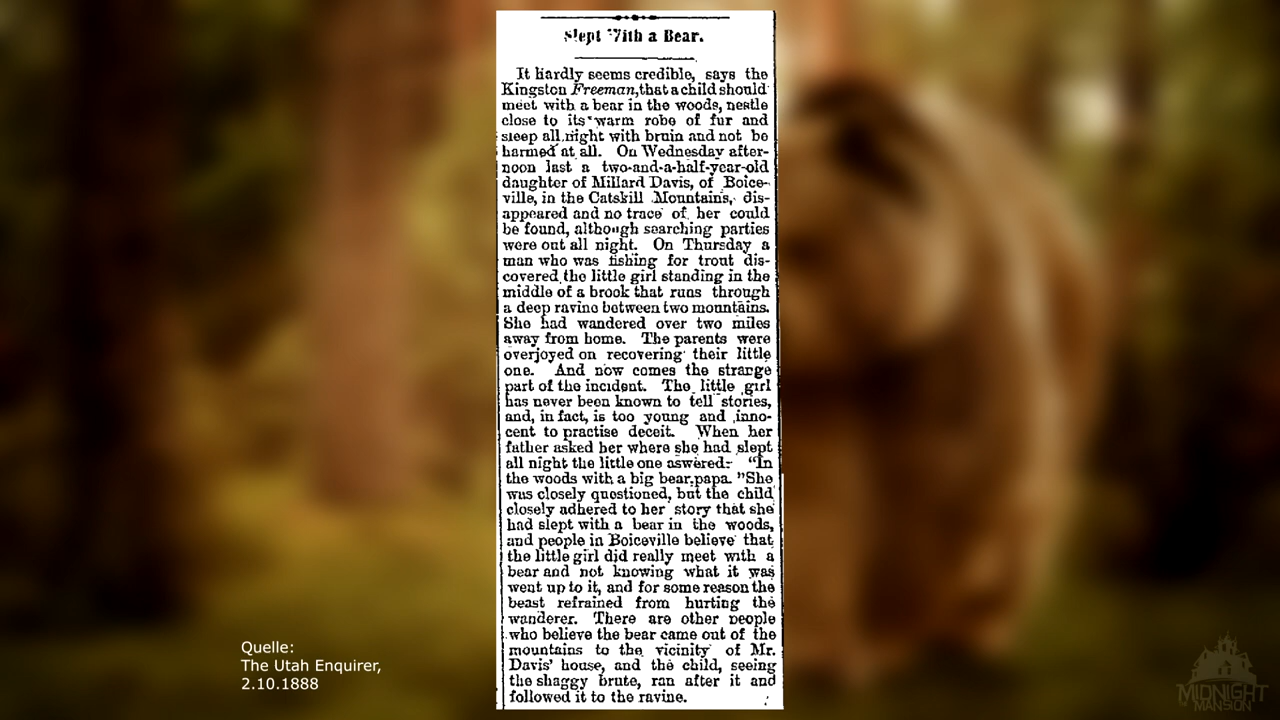 Slept With a Bear.
It hardly seems credible, says the
Kingston Freeman, that a child should
meet with a bear in the woods, nestle
close to its warm robe of fur and
sleep all night with bruin and not be
harmed at all. On Wednesday after-
noon last a two-and-a-half-year-old
daughter of Millard Davis, of Boice-
ville, in the Catskill Mountains, dis-
appeared and no trace of her could
be found, although searching parties
were out all night. On Thursday a
man who was fishing for trout dis-
covered the little girl standing in the
middle of a brook that runs through
a deep ravine between two mountains.
She had wandered over two miles
away from home. The parents were
overjoyed on recovering their little
one. And now comes the strange
part of the incident. The little girl
has never been known to tell stories,
and, in fact, is too young and inno-
cent to practise deceit. When her
father asked her where she had slept
all night the little one aswered: "In
the woods with a big bear, papa. "She
was closely questioned, but the child
closely adhered to her story that she
had slept with a bear in the woods,
and people in Boiceville believe that
the little girl did really meet with a
bear and not knowing what it was
went up to it, and for some reason the
beast refrained from hurting the
wanderer. There are other people
who believe the bear came out of the
mountains to the vicinity of Mr.
Davis' house, and the child, seeing
the shaggy brute, ran after it and
followed it to the ravine.
Quelle:
The Utah Enquirer,
2.10.1888
MIDNIGHT
MANSION